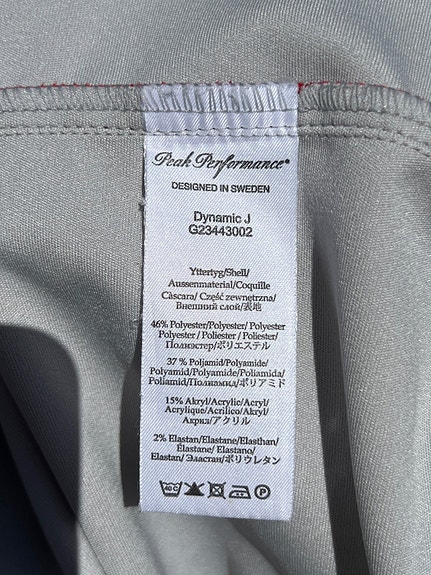 Peak Performance®
DESIGNED IN SWEDEN
Dynamic J
G23443002
Yttertyg/Shell/
Aussenmaterial/Coquille
Càscara/ Część zewnętrzna/
Внешний слой/表地
46% Polyester/Polyester/ Polyester
Polyester / Poliester / Poliester /
Полиэстер/ポリエステル
37 % Poljamid/Polyamide/
Polyamid/Polyamide/Poliamida/
Poliamid/Полиамид/ポリアミド
15% Akryl/Acrylic/Acryl/
Acrylique/Acrílico/Akryl/
Акрил/アクリル
2% Elastan/Elastane/Elasthan/
Élastane/ Elastano/
Elastan/ Эластан/ポリウレタン
40 C P